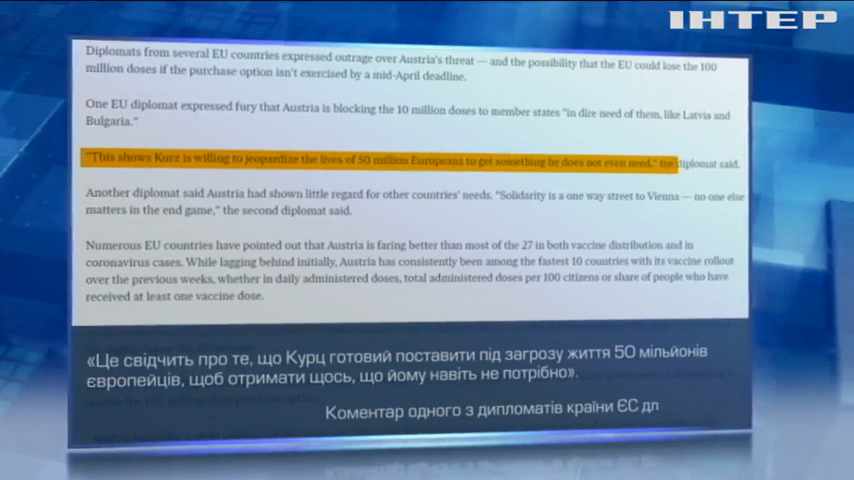 ІНТЕР
Diplomats from several EU countries expressed outrage over Austria's threat — and the possibility that the EU could lose the 100
million doses if the purchase option isn't exercised by a mid-April deadline.
One EU diplomat expressed fury that Austria is blocking the 10 million doses to member states "in dire need of them, like Latvia and
Bulgaria."
"This shows Kurz is willing to jeopardize the lives of 50 million Europeans to get something he does not even need," the diplomat said.
Another diplomat said Austria had shown little regard for other countries' needs. "Solidarity is a one way street to Vienna — no one else
matters in the end game," the second diplomat said.
Numerous EU countries have pointed out that Austria is faring better than most of the 27 in both vaccine distribution and in
coronavirus cases. While lagging behind initially, Austria has consistently been among the fastest 10 countries with its vaccine rollout
over the previous weeks, whether in daily administered doses, total administered doses per 100 citizens or share of people who have
received at least one vaccine dose.
«Це свідчить про те, що Курц готовий поставити під загрозу життя 50 мільйонів
європейців, щоб отримати щось, що йому навіть не потрібно».
Коментар одного з дипломатів країни ЄС дп